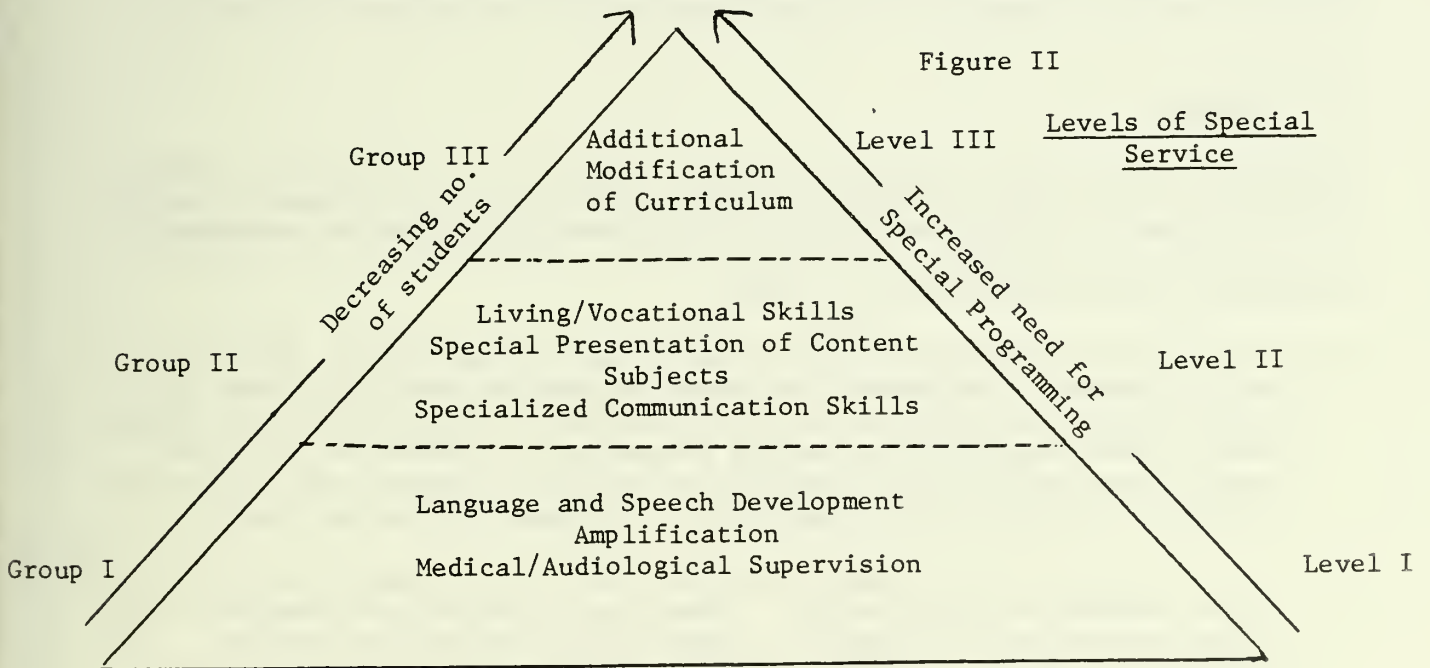 Figure II
Levels of Special
Service
Group III
Level III
Additional
Modification
of Curriculum
Decreasing no.
of students
Increased need for
Special Programming
Group II
Level II
Living/Vocational Skills
Special Presentation of Content
Subjects
Specialized Communication Skills
Group I
Level I
Language and Speech Development
Amplification
Medical/Audiological Supervision